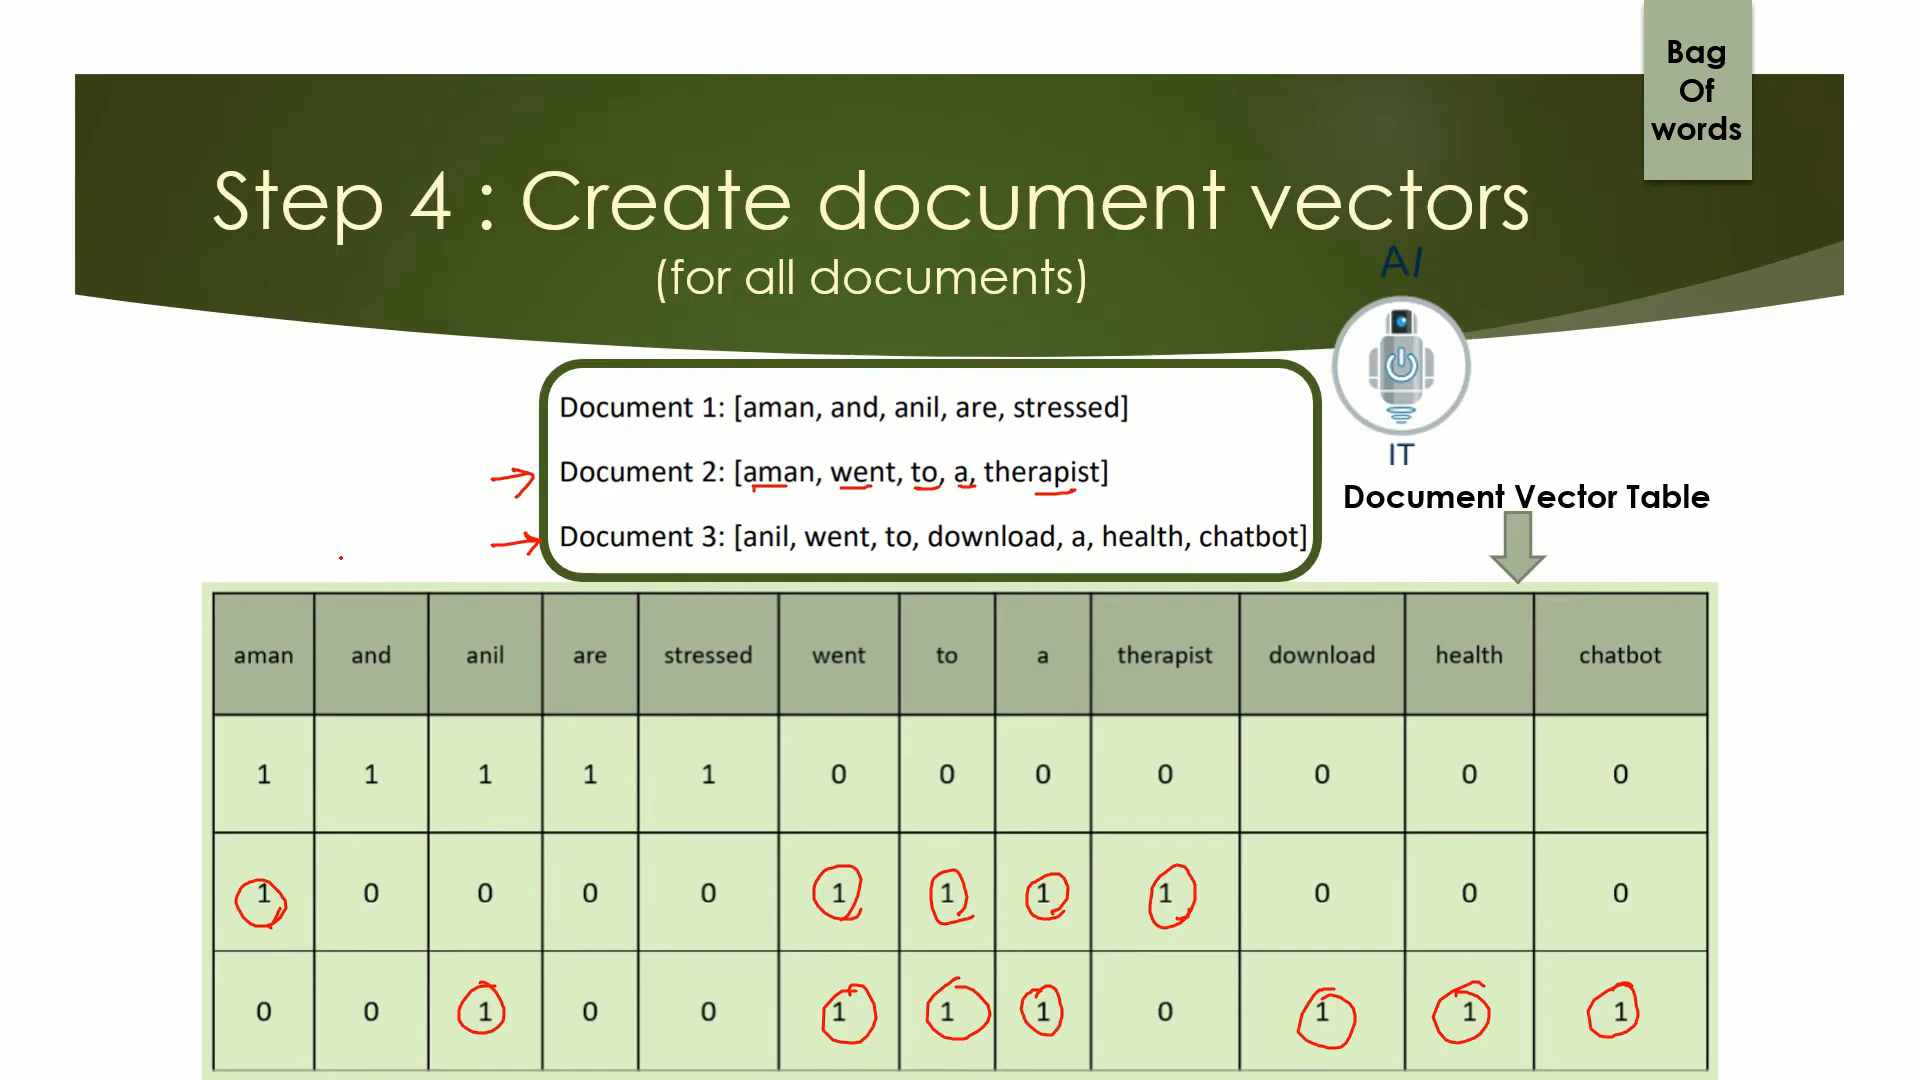 Bag
Of
words
Step 4 : Create document vectors
(for all documents)
AI
IT
Document 1: [aman, and, anil, are, stressed]
Document 2: [aman, went, to, a, therapist]
Document 3: [anil, went, to, download, a, health, chatbot]
Document Vector Table
aman and anil are stressed went to a therapist download health chatbot
1 1 1 1 1 0 0 0 0 0 0 0
1 0 0 0 0 1 1 1 1 0 0 0
0 0 1 0 0 1 1 1 0 1 1 1